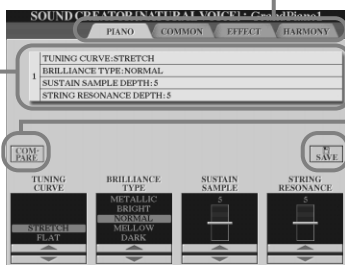 SOUND CREATOR(NATURAL VOICE): GrandPiano1
PIANO COMMON EFFECT HARMONY
TUNING CURVE:STRETCH
1 BRILLIANCE TYPE:NORMAL
SUSTAIN SAMPLE DEPTH:5
STRING RESONANCE DEPTH:5
COM-
PARE
SAVE
TUNING
CURVE
BRILLIANCE
TYPE
SUSTAIN
SAMPLE
STRING
RESONANCE
STRETCH
FLAT
METALLIC
BRIGHT
NORMAL
MELLOW
DARK
5
5